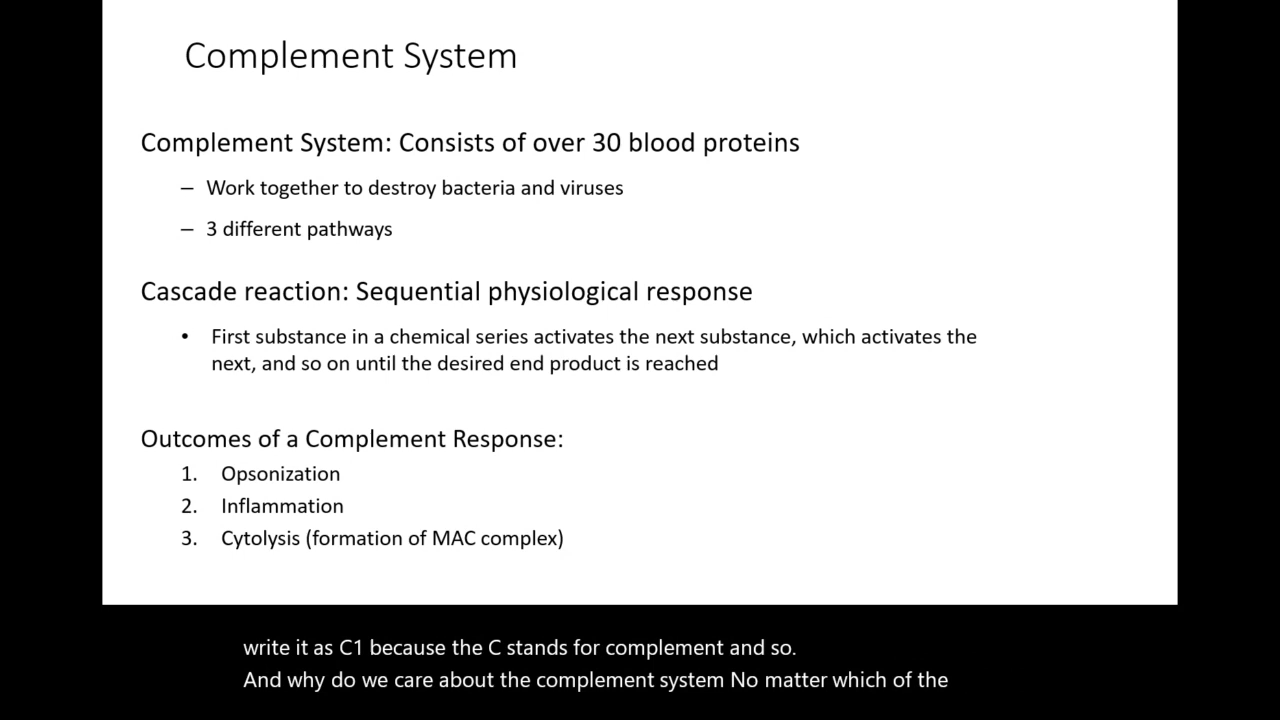 Complement System
Complement System: Consists of over 30 blood proteins
– Work together to destroy bacteria and viruses
– 3 different pathways
Cascade reaction: Sequential physiological response
• First substance in a chemical series activates the next substance, which activates the
next, and so on until the desired end product is reached
Outcomes of a Complement Response:
1. Opsonization
2. Inflammation
3. Cytolysis (formation of MAC complex)
write it as C1 because the C stands for complement and so.
And why do we care about the complement system No matter which of the